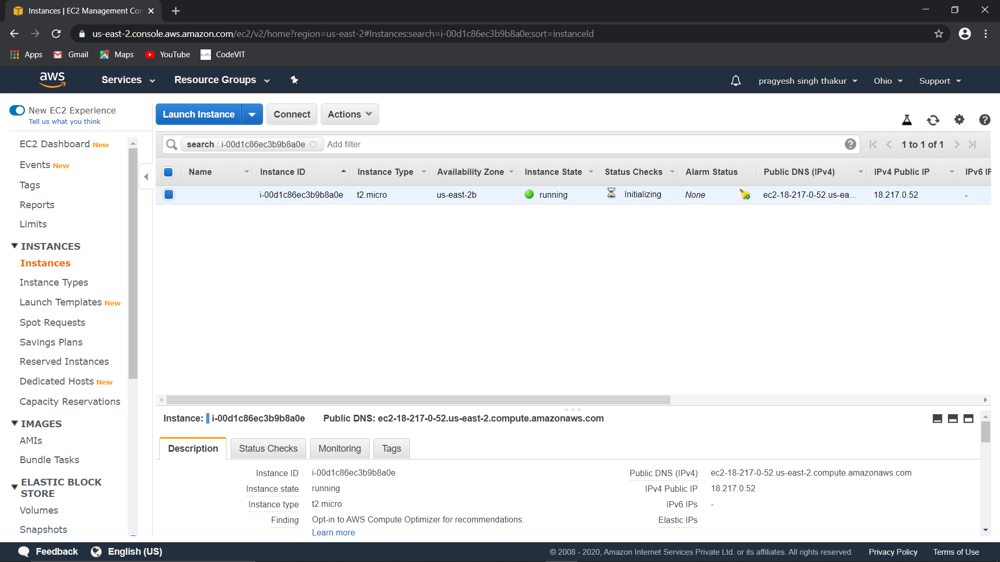 Instances | EC2 Management Con
us-east-2.console.aws.amazon.com/ec2/v2/home?region=us-east-2#Instances:search=i-00d1c86ec3b9b8a0e;sort=instanceId
Apps Gmail Maps YouTube CodeVIT
aws Services Resource Groups pragyesh singh thakur Ohio Support
New EC2 Experience
Tell us what you think
EC2 Dashboard New
Events New
Tags
Reports
Limits
INSTANCES
Instances
Instance Types
Launch Templates New
Spot Requests
Savings Plans
Reserved Instances
Dedicated Hosts New
Capacity Reservations
IMAGES
AMIs
Bundle Tasks
ELASTIC BLOCK
STORE
Volumes
Snapshots
Launch Instance Connect Actions
search : i-00d1c86ec3b9b8a0e Add filter 1 to 1 of 1
Name Instance ID Instance Type Availability Zone Instance State Status Checks Alarm Status Public DNS (IPv4) IPv4 Public IP IPv6 IP
i-00d1c86ec3b9b8a0e t2.micro us-east-2b running Initializing None ec2-18-217-0-52.us-ea... 18.217.0.52 -
Instance: i-00d1c86ec3b9b8a0e Public DNS: ec2-18-217-0-52.us-east-2.compute.amazonaws.com
Description Status Checks Monitoring Tags
Instance ID i-00d1c86ec3b9b8a0e Public DNS (IPv4) ec2-18-217-0-52.us-east-2.compute.amazonaws.com
Instance state running IPv4 Public IP 18.217.0.52
Instance type t2.micro IPv6 IPs -
Finding Opt-in to AWS Compute Optimizer for recommendations. Elastic IPs
Learn more
Feedback English (US) © 2008 - 2020, Amazon Internet Services Private Ltd. or its affiliates. All rights reserved. Privacy Policy Terms of Use